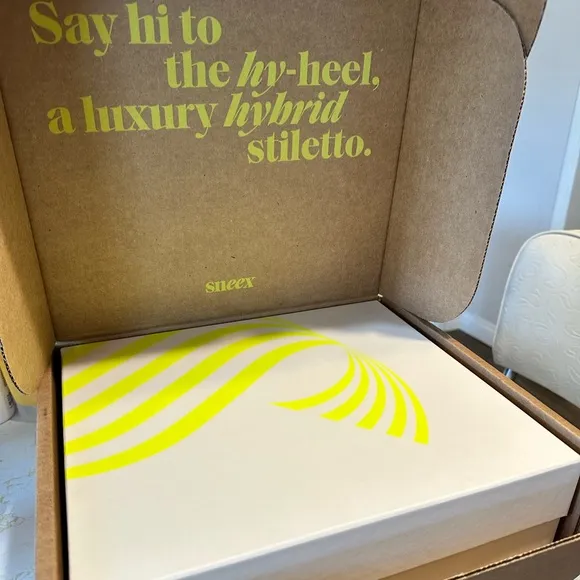 Say hi to
the hy-heel,
a luxury hybrid
stiletto.
sneex